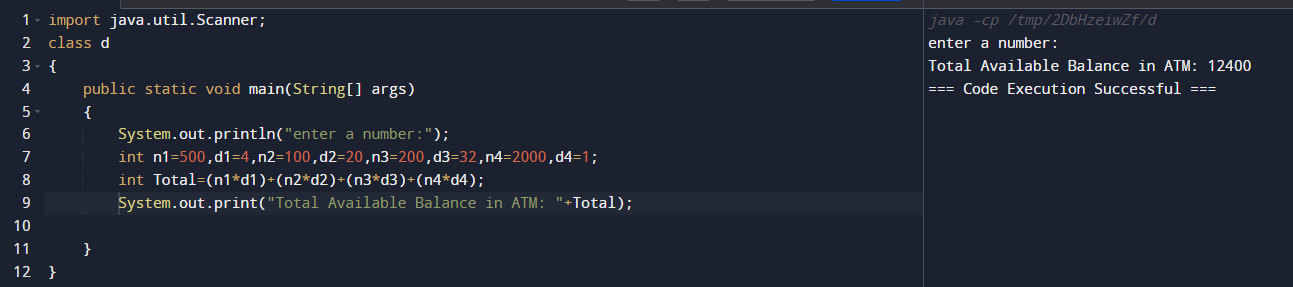 1 import java.util.Scanner;
2 class d
3 {
4     public static void main(String[] args)
5     {
6         System.out.println("enter a number:");
7         int n1=500,d1=4,n2=100,d2=20,n3=200,d3=32,n4=2000,d4=1;
8         int Total=(n1*d1)+(n2*d2)+(n3*d3)+(n4*d4);
9         System.out.print("Total Available Balance in ATM: "+Total);
10
11     }
12 }
java -cp /tmp/2DbHzeiwZf/d
enter a number:
Total Available Balance in ATM: 12400
=== Code Execution Successful ===